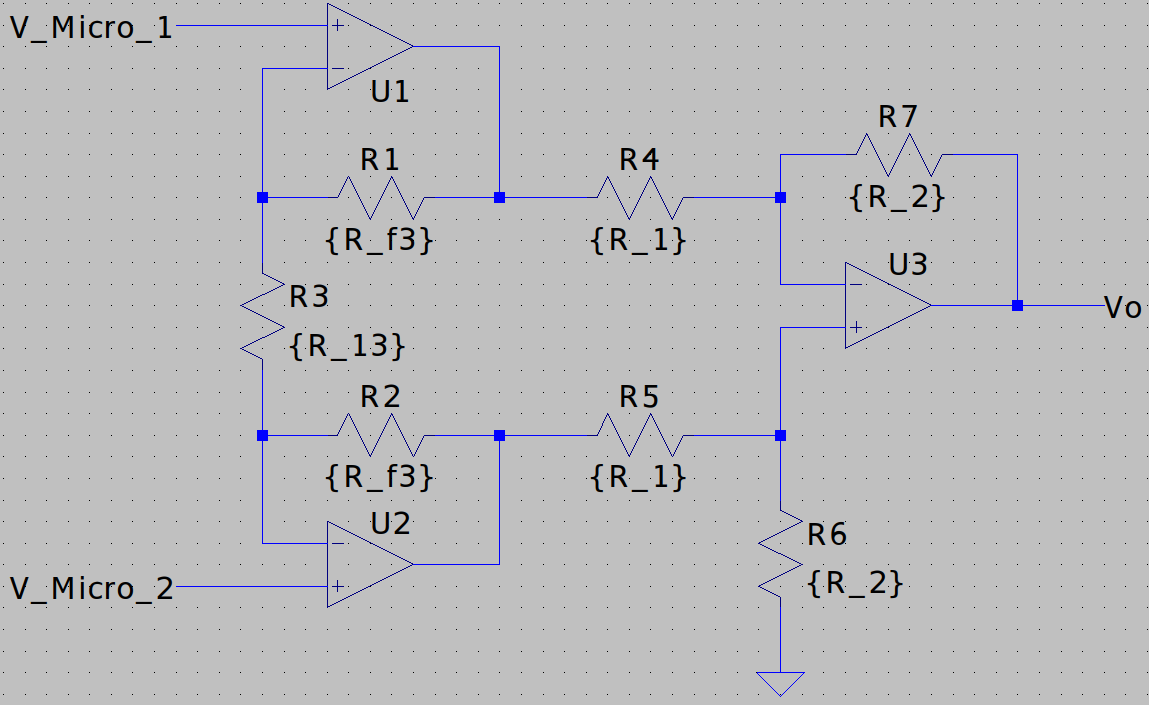 V_Micro_1
+
−
U1
R7
{R_2}
R1
{R_f3}
R4
{R_1}
U3
−
+
Vo
R3
{R_13}
R2
{R_f3}
R5
{R_1}
U2
−
+
V_Micro_2
R6
{R_2}